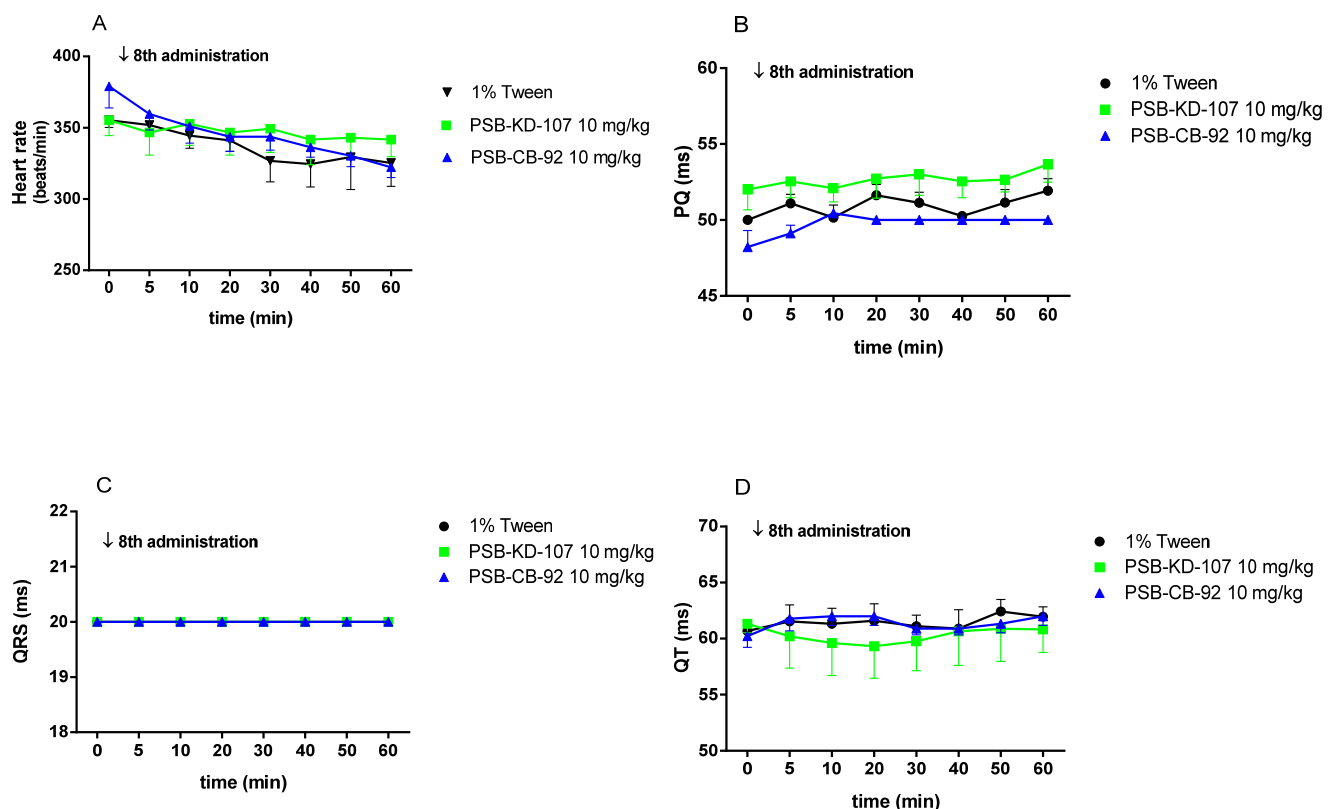 A
↓ 8th administration
400
350
300
250
Heart rate
(beats/min)
0 5 10 20 30 40 50 60
time (min)
1% Tween
PSB-KD-107 10 mg/kg
PSB-CB-92 10 mg/kg
B
↓ 8th administration
60
55
50
45
PQ (ms)
0 5 10 20 30 40 50 60
time (min)
1% Tween
PSB-KD-107 10 mg/kg
PSB-CB-92 10 mg/kg
C
↓ 8th administration
22
21
20
19
18
QRS (ms)
0 5 10 20 30 40 50 60
time (min)
1% Tween
PSB-KD-107 10 mg/kg
PSB-CB-92 10 mg/kg
D
↓ 8th administration
70
65
60
55
50
QT (ms)
0 5 10 20 30 40 50 60
time (min)
1% Tween
PSB-KD-107 10 mg/kg
PSB-CB-92 10 mg/kg